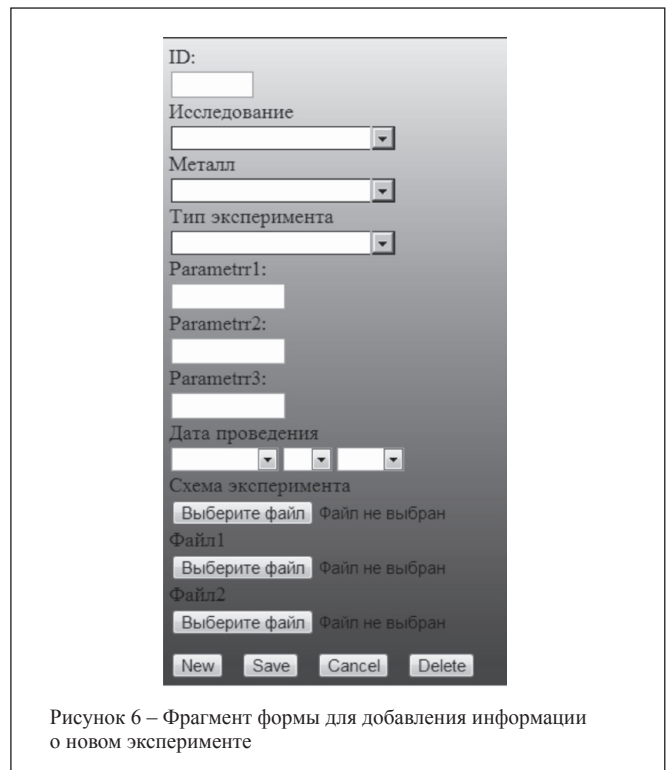 ID:
Исследование
Металл
Тип эксперимента
Parametrr1:
Parametrr2:
Parametrr3:
Дата проведения
Схема эксперимента
Выберите файл Файл не выбран
Файл1
Выберите файл Файл не выбран
Файл2
Выберите файл Файл не выбран
New Save Cancel Delete
Рисунок 6 – Фрагмент формы для добавления информации
о новом эксперименте